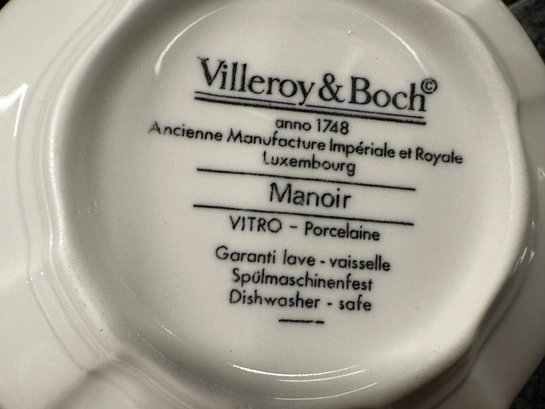 Villeroy & Boch©
anno 1748
Ancienne Manufacture Impériale et Royale
Luxembourg
Manoir
VITRO - Porcelaine
Garanti lave - vaisselle
Spülmaschinenfest
Dishwasher - safe